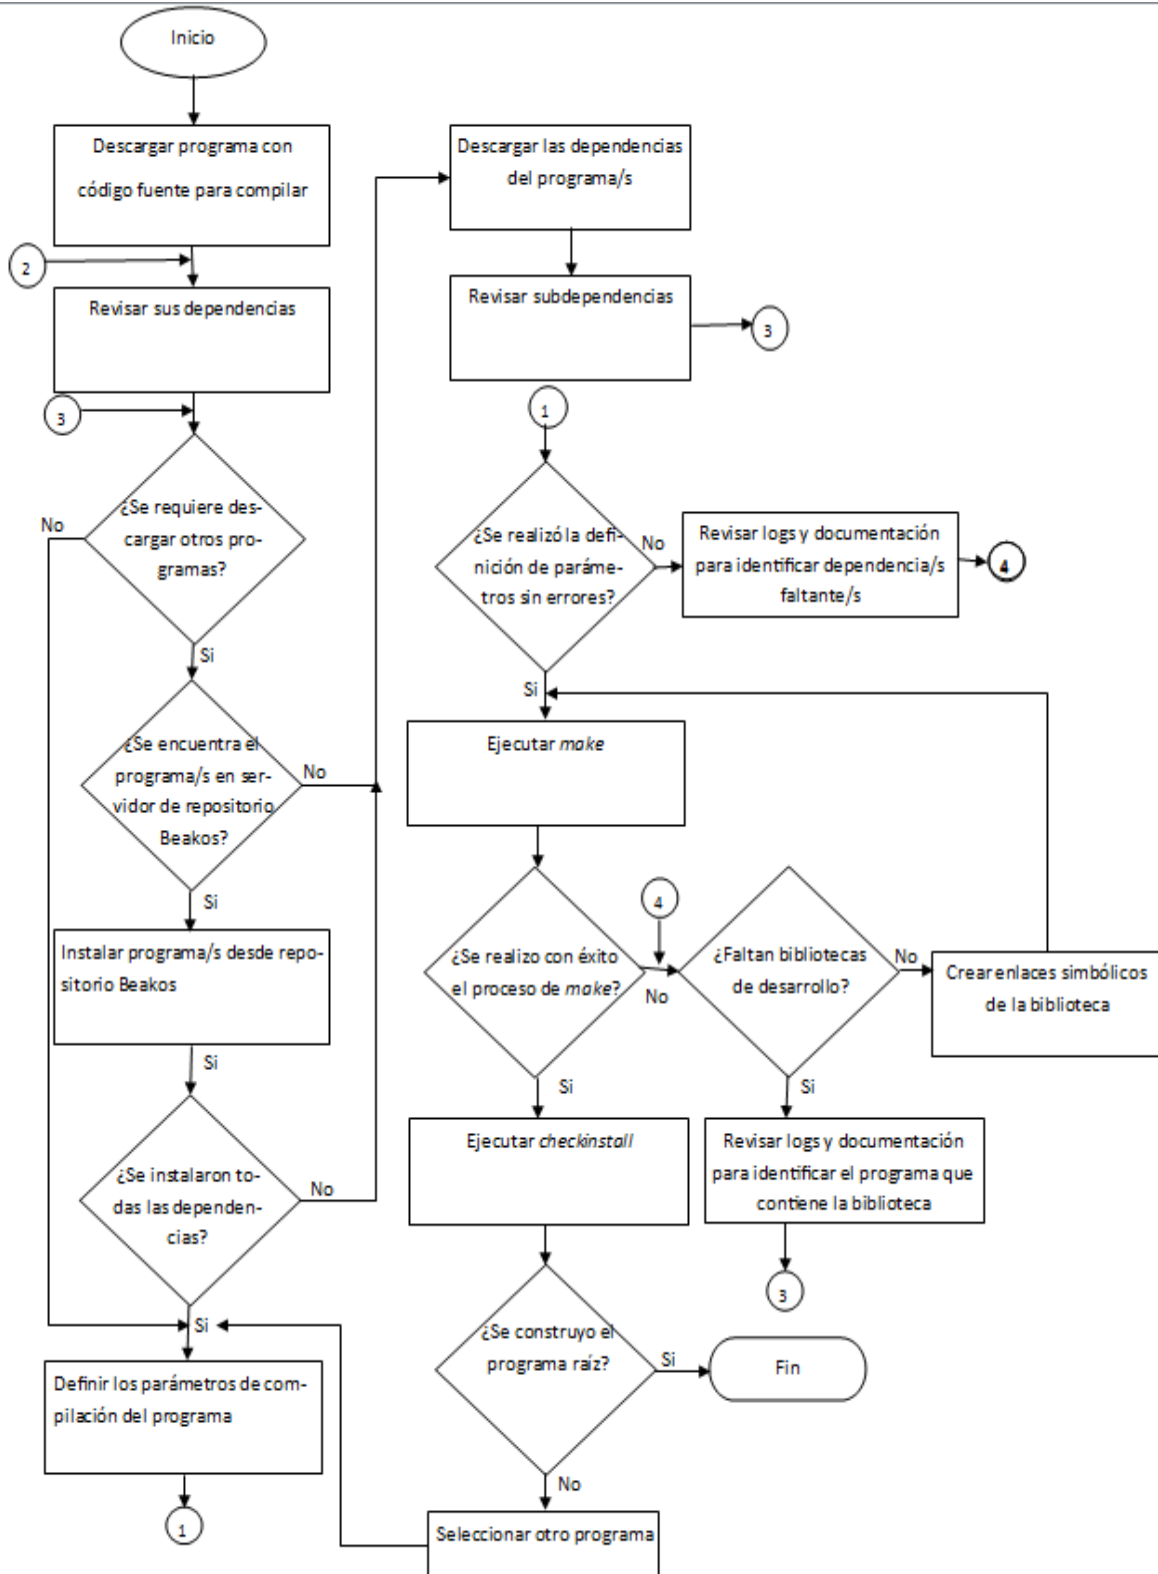 Inicio
Descargar programa con
código fuente para compilar
2
Revisar sus dependencias
3
¿Se requiere des-
cargar otros pro-
gramas?
No
Si
¿Se encuentra el
programa/s en ser-
vidor de repositorio
Beakos?
No
Si
Instalar programa/s desde repo-
sitorio Beakos
Si
¿Se instalaron to-
das las dependen-
cias?
No
Si
Definir los parámetros de com-
pilación del programa
1
Descargar las dependencias
del programa/s
Revisar subdependencias
3
1
¿Se realizó la defi-
nición de paráme-
tros sin errores?
No
Revisar logs y documentación
para identificar dependencia/s
faltante/s
4
Si
Ejecutar make
¿Se realizo con éxito
el proceso de make?
4
No
¿Faltan bibliotecas
de desarrollo?
No
Crear enlaces simbólicos
de la biblioteca
Si
Si
Ejecutar checkinstall
Revisar logs y documentación
para identificar el programa que
contiene la biblioteca
3
¿Se construyo el
programa raíz?
Si
Fin
No
Seleccionar otro programa